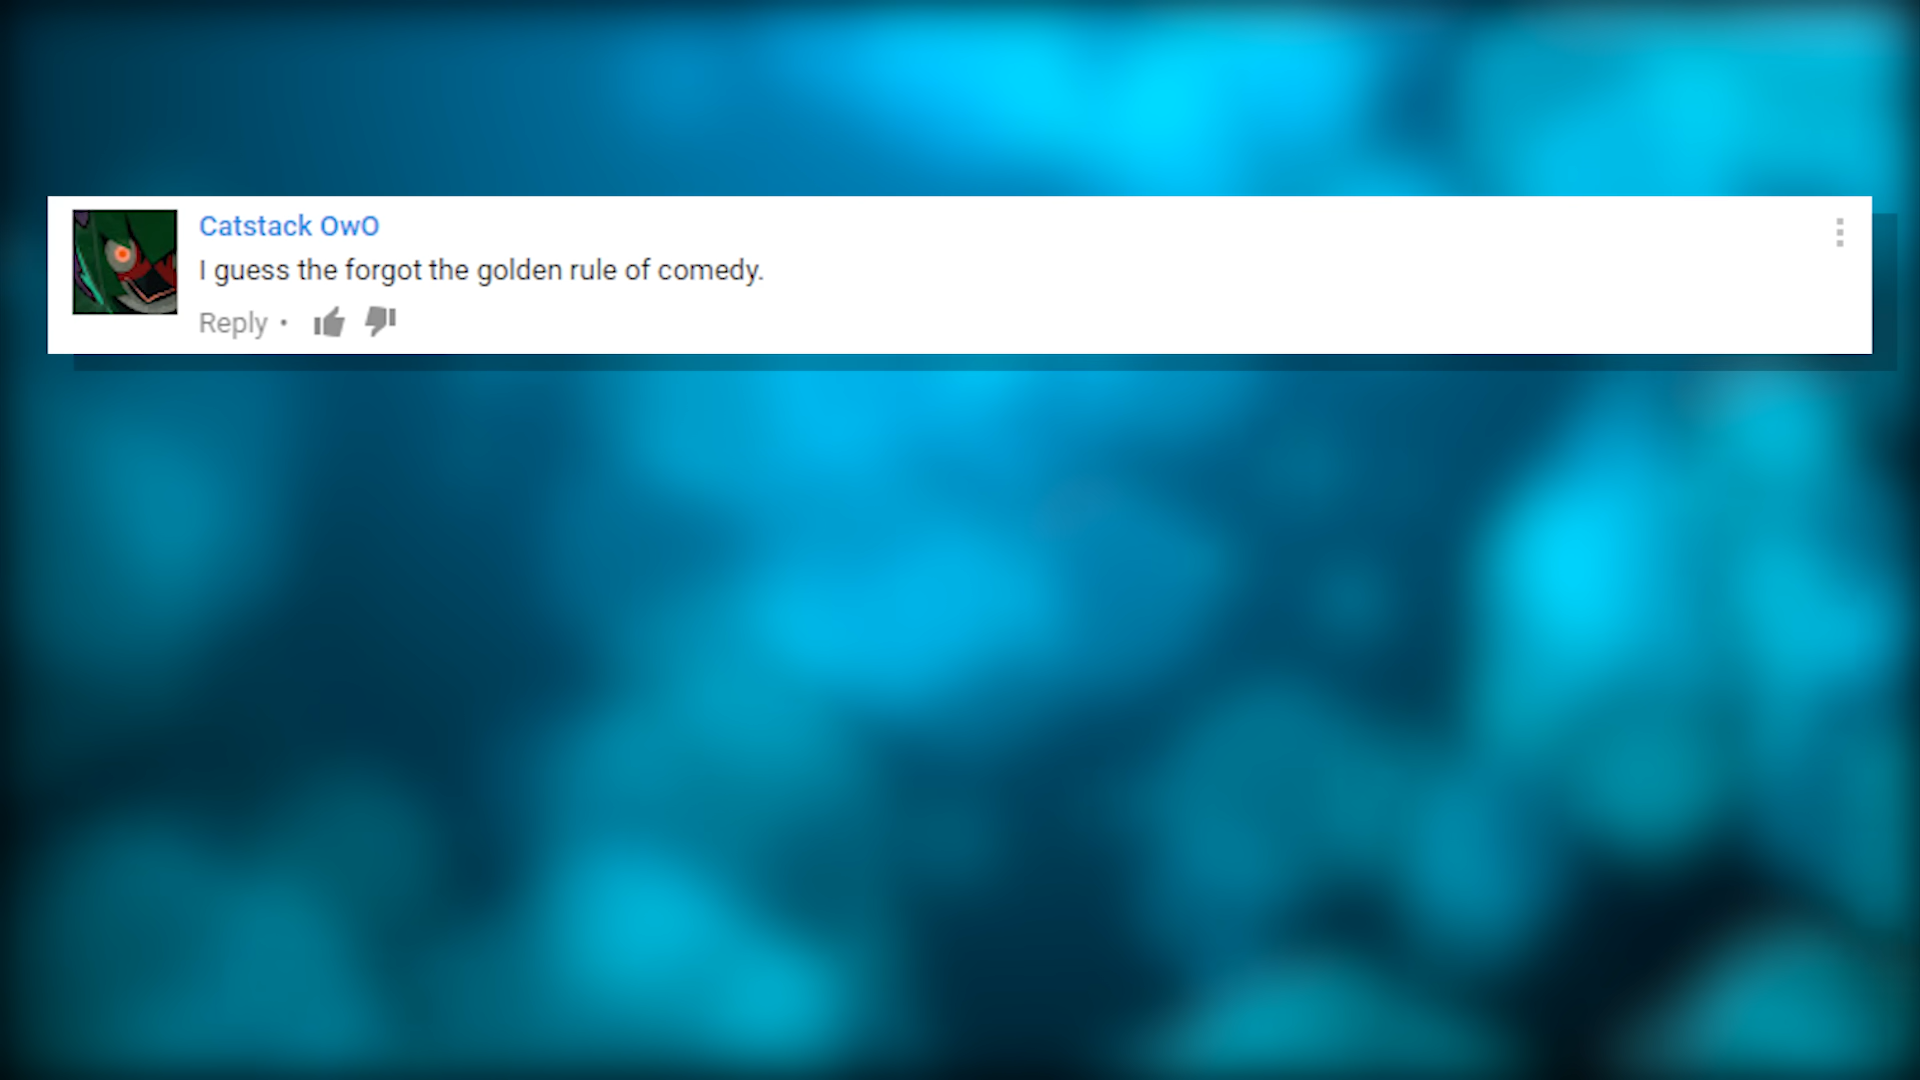 Catstack OwO
I guess the forgot the golden rule of comedy.
Reply •